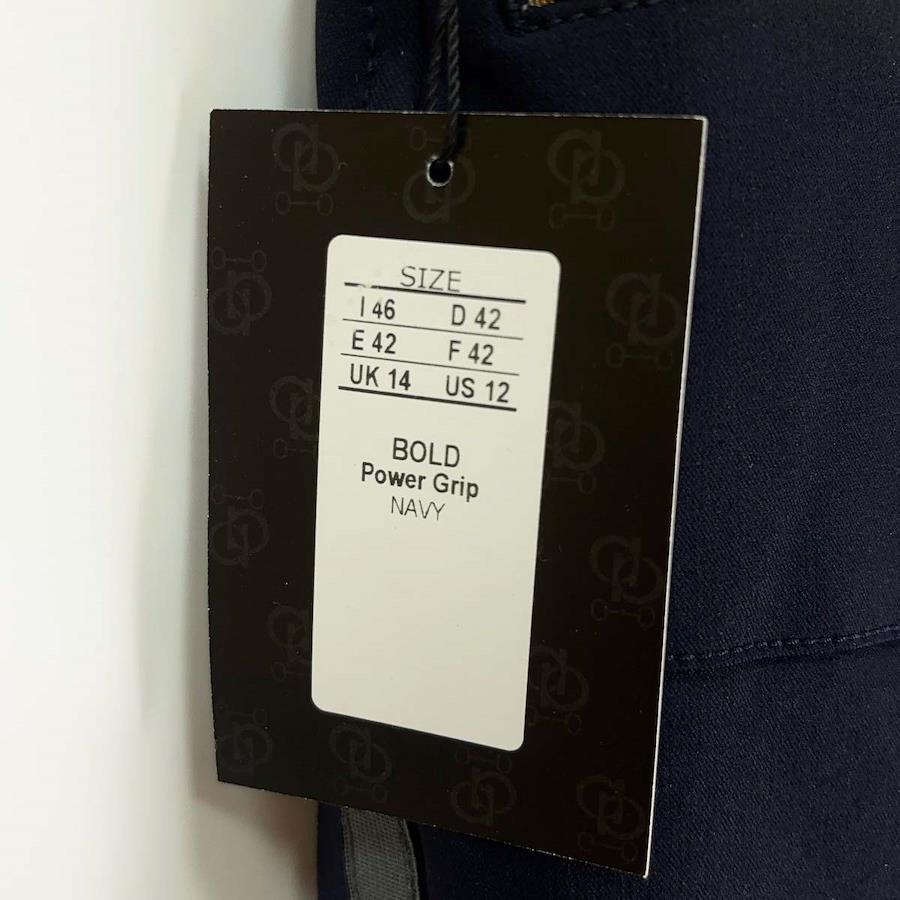 SIZE
I 46 D 42
E 42 F 42
UK 14 US 12
BOLD
Power Grip
NAVY